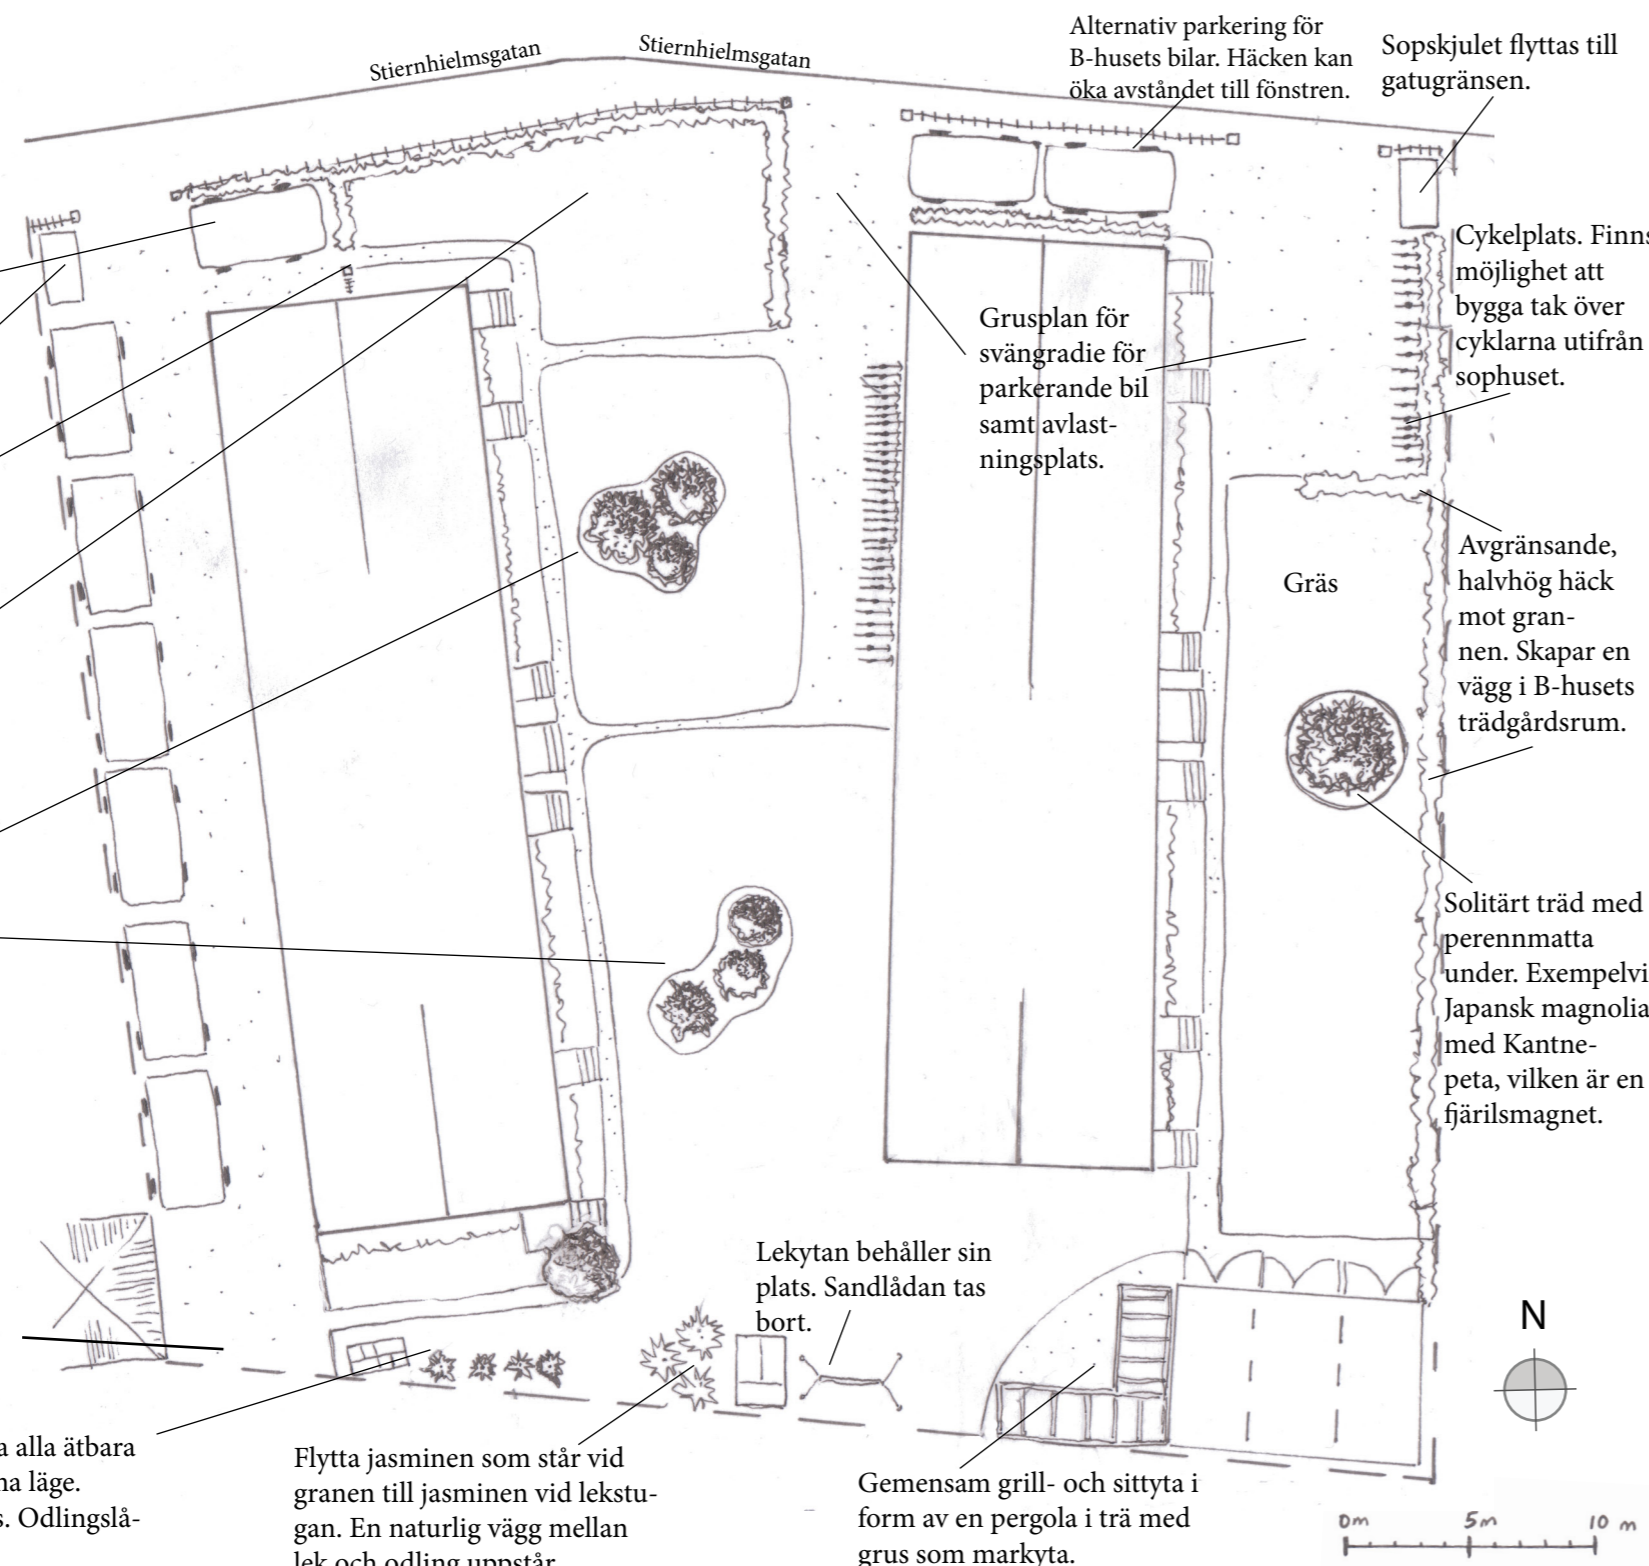 Stiernhielmsgatan
Stiernhielmsgatan
Alternativ parkering för
B-husets bilar. Häcken kan
öka avståndet till fönstren.
Sopskjulet flyttas till
gatugränsen.
Cykelplats. Finns
möjlighet att
bygga tak över
cyklarna utifrån
sophuset.
Grusplan för
svängradie för
parkerande bil
samt avlast-
ningsplats.
Avgränsande,
halvhög häck
mot gran-
nen. Skapar en
vägg i B-husets
trädgårdsrum.
Gräs
Solitärt träd med
perennmatta
under. Exempelvi
Japansk magnolia
med Kantne-
peta, vilken är en
fjärilsmagnet.
Lekytan behåller sin
plats. Sandlådan tas
bort.
N
a alla ätbara
na läge.
s. Odlingslå-
Flytta jasminen som står vid
granen till jasminen vid lekstu-
gan. En naturlig vägg mellan
lek och odling uppstår.
Gemensam grill- och sittyta i
form av en pergola i trä med
grus som markyta.
0m 5m 10 m